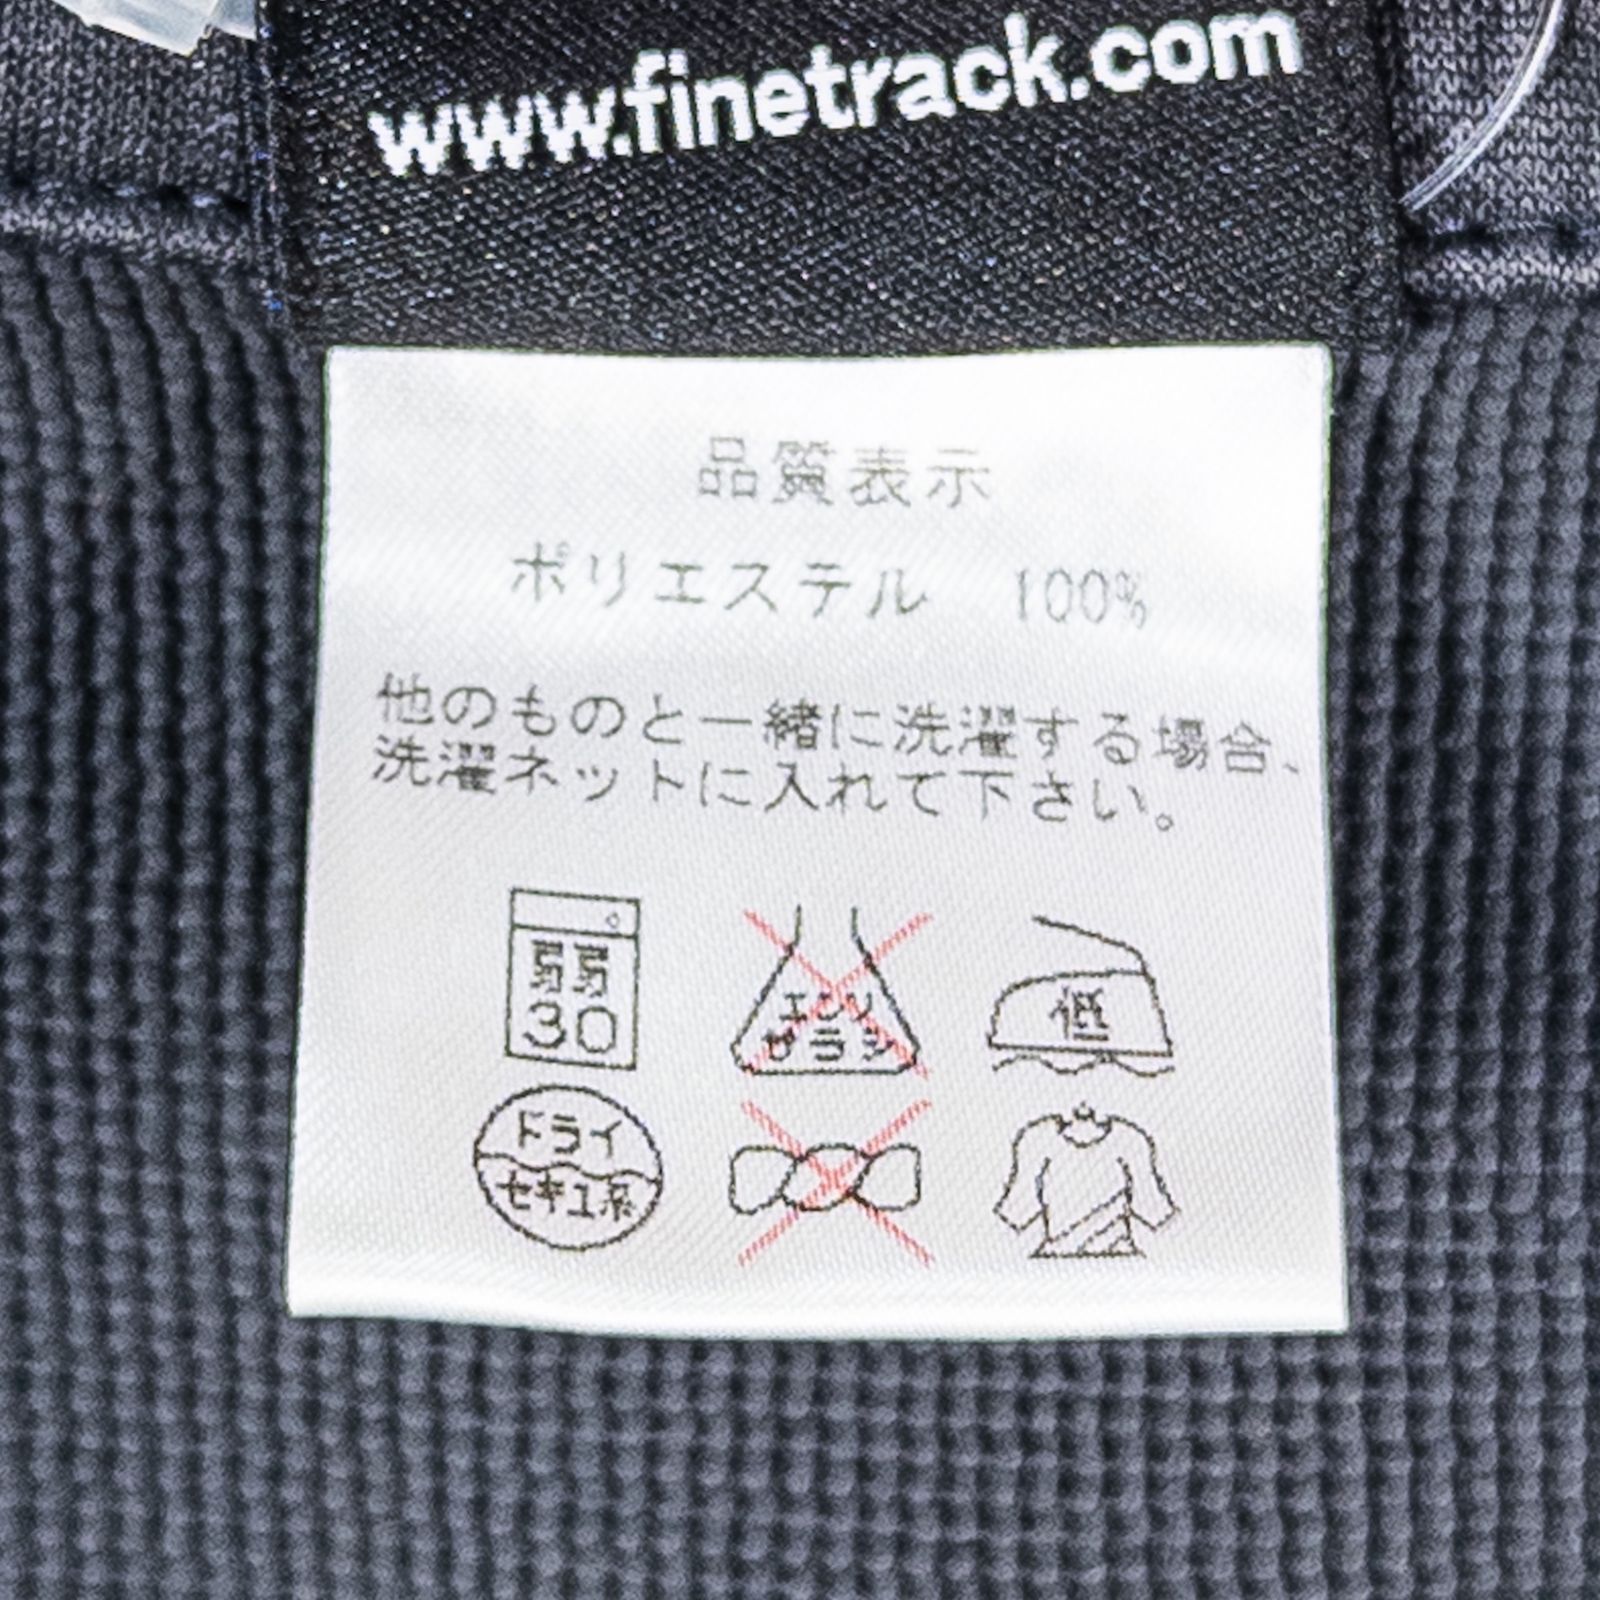 www.finetrack.com
品質表示
ポリエステル 100%
他のものと一緒に洗濯する場合、
洗濯ネットに入れて下さい。
弱
30
エンソ
サラシ
低
ドライ
セキユ系